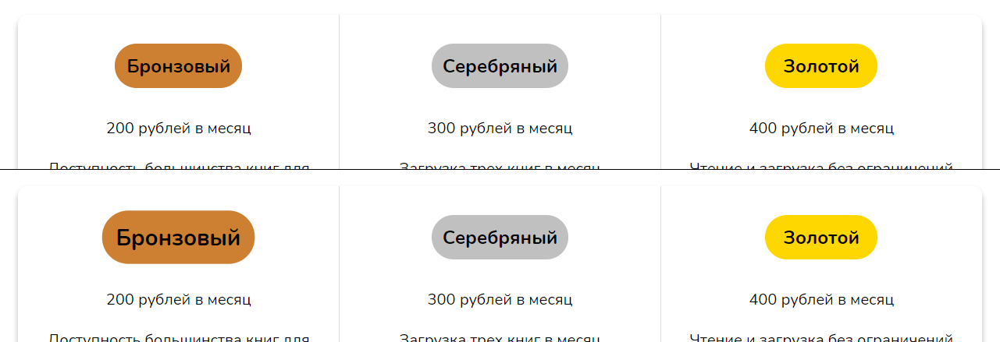 Бронзовый Серебряный Золотой
200 рублей в месяц 300 рублей в месяц 400 рублей в месяц
Доступность большинства книг для Загрузка трех книг в месяц Чтение и загрузка без ограничений
Бронзовый Серебряный Золотой
200 рублей в месяц 300 рублей в месяц 400 рублей в месяц
Доступность большинства книг для Загрузка трех книг в месяц Чтение и загрузка без ограничений